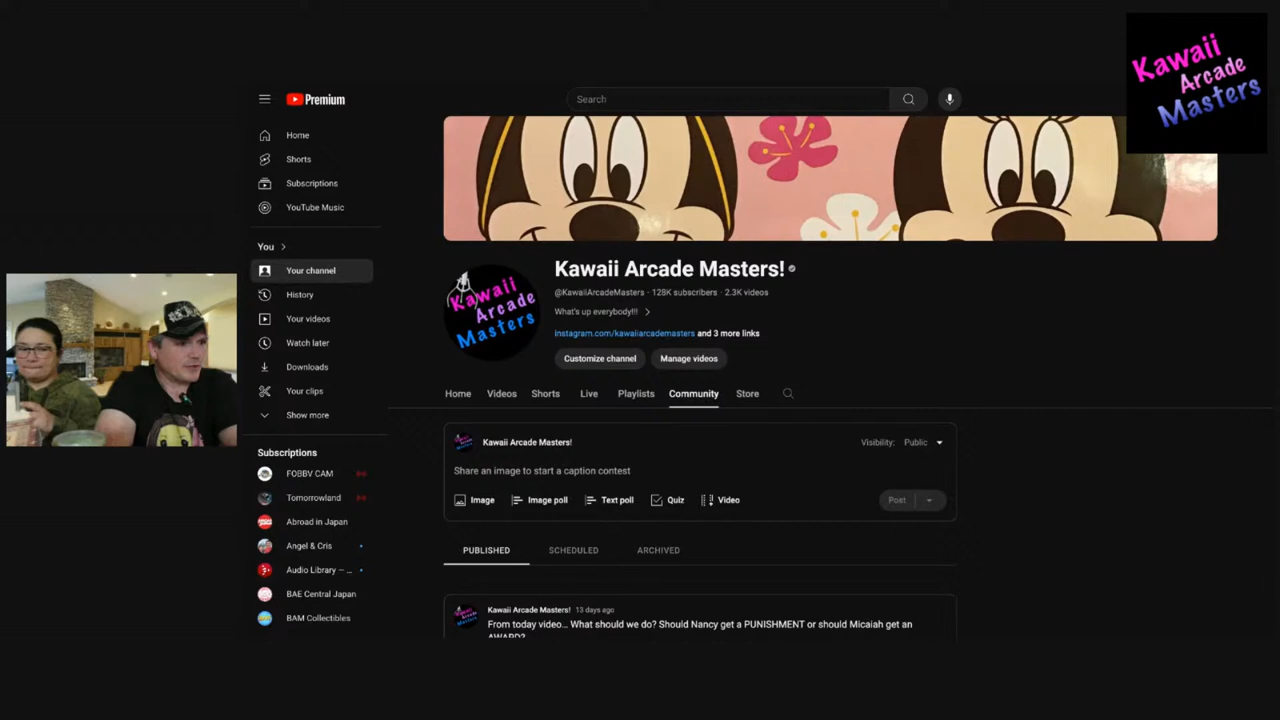 Premium
Search
Kawaii
Arcade
Masters
Home
Shorts
Subscriptions
YouTube Music
You
Your channel
History
Your videos
Watch later
Downloads
Your clips
Show more
Subscriptions
FOBBV CAM
Tomorrowland
Abroad in Japan
Angel & Cris
Audio Library — ...
BAE Central Japan
BAM Collectibles
Kawaii
Arcade
Masters
Kawaii Arcade Masters!
@KawaiiArcadeMasters · 128K subscribers · 2.3K videos
What's up everybody!!!
instagram.com/kawaiiarcademasters and 3 more links
Customize channel Manage videos
Home Videos Shorts Live Playlists Community Store
Kawaii Arcade Masters! Visibility: Public
Share an image to start a caption contest
Image Image poll Text poll Quiz Video Post
PUBLISHED SCHEDULED ARCHIVED
Kawaii Arcade Masters! 13 days ago
From today video... What should we do? Should Nancy get a PUNISHMENT or should Micaiah get an
AWARD?